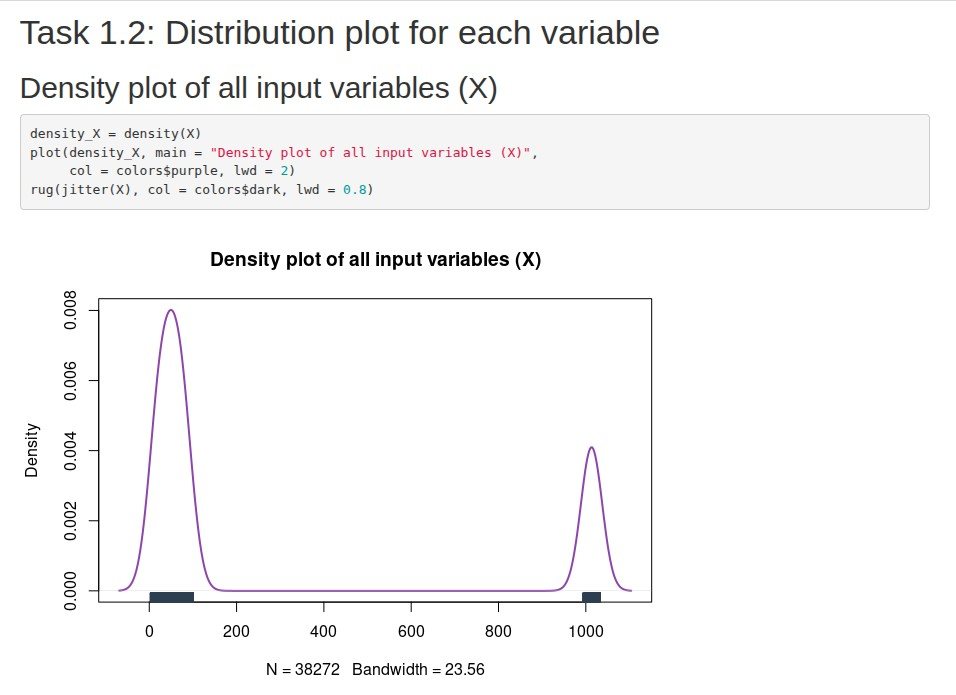 Task 1.2: Distribution plot for each variable
Density plot of all input variables (X)
density_X = density(X)
plot(density_X, main = "Density plot of all input variables (X)",
     col = colors$purple, lwd = 2)
rug(jitter(X), col = colors$dark, lwd = 0.8)
Density plot of all input variables (X)
Density
0.008
0.006
0.004
0.002
0.000
0 200 400 600 800 1000
N = 38272 Bandwidth = 23.56